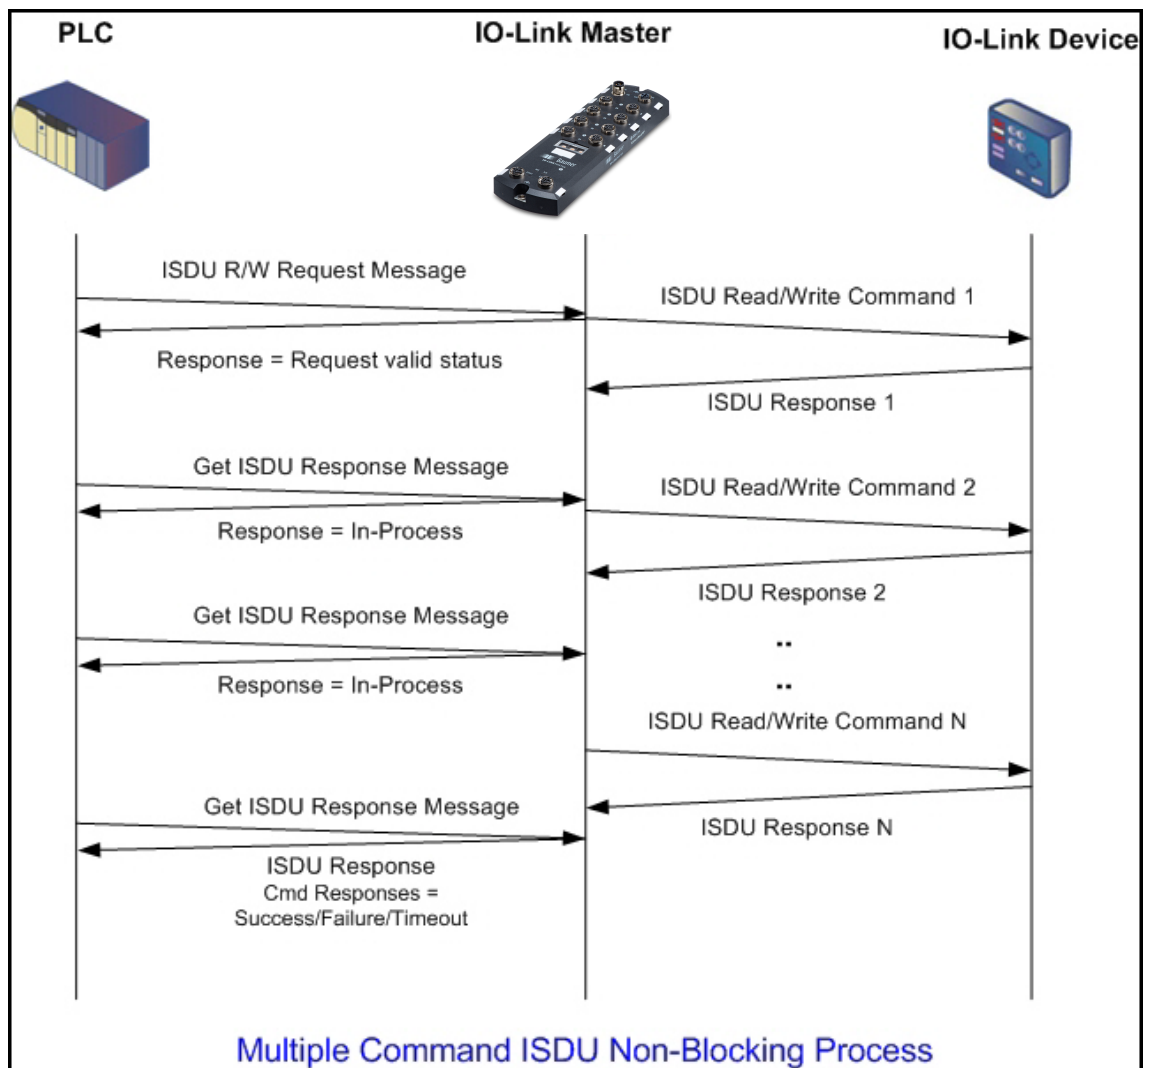 PLC
IO-Link Master
IO-Link Device
ISDU R/W Request Message
ISDU Read/Write Command 1
Response = Request valid status
ISDU Response 1
Get ISDU Response Message
ISDU Read/Write Command 2
Response = In-Process
ISDU Response 2
Get ISDU Response Message
..
Response = In-Process
..
ISDU Read/Write Command N
Get ISDU Response Message
ISDU Response N
ISDU Response
Cmd Responses =
Success/Failure/Timeout
Multiple Command ISDU Non-Blocking Process